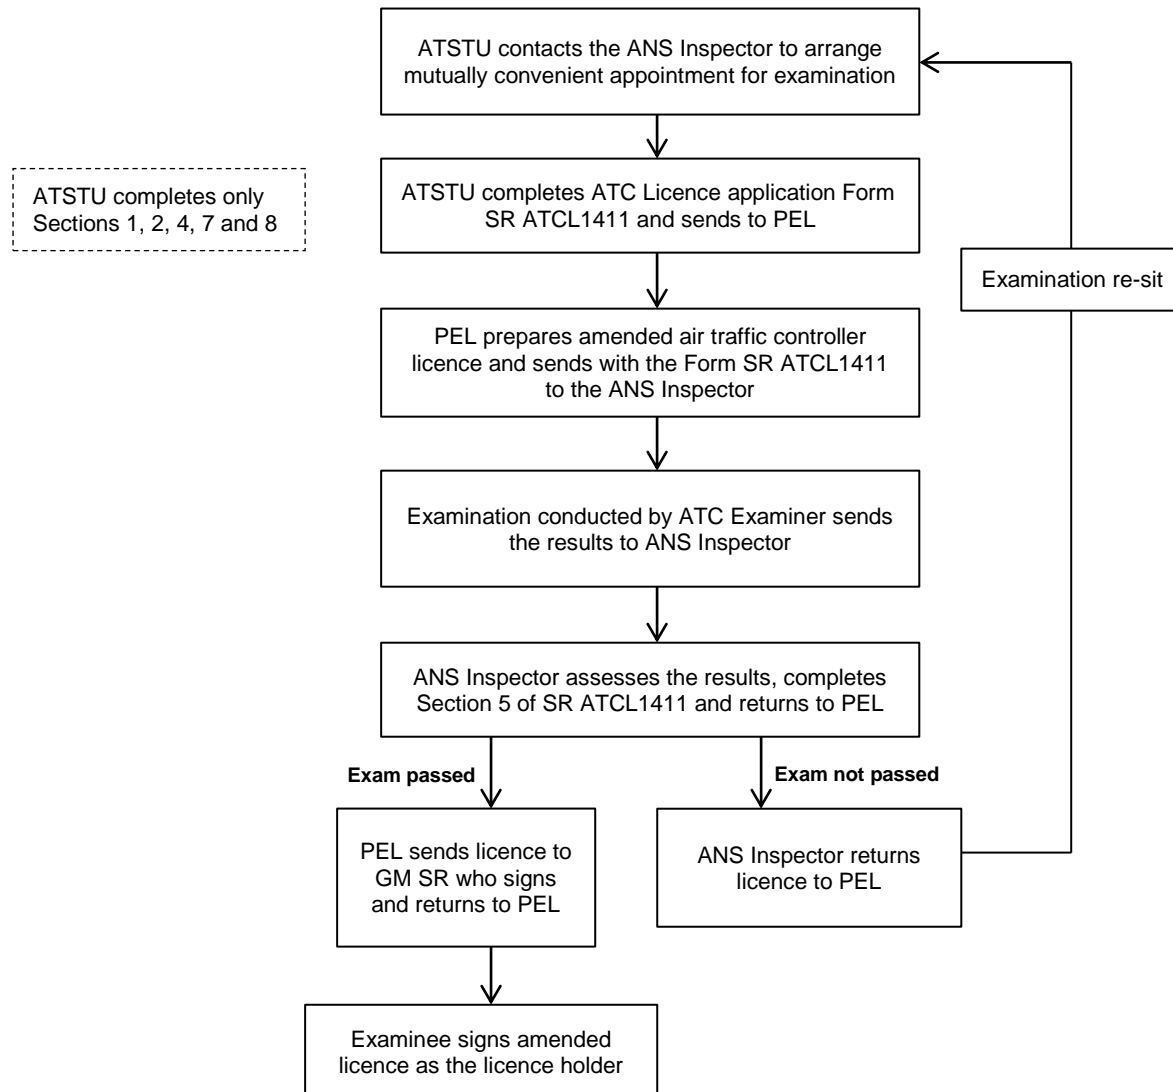 ATSTU contacts the ANS Inspector to arrange
mutually convenient appointment for examination
ATSTU completes only
Sections 1, 2, 4, 7 and 8
ATSTU completes ATC Licence application Form
SR ATCL1411 and sends to PEL
Examination re-sit
PEL prepares amended air traffic controller
licence and sends with the Form SR ATCL1411
to the ANS Inspector
Examination conducted by ATC Examiner sends
the results to ANS Inspector
ANS Inspector assesses the results, completes
Section 5 of SR ATCL1411 and returns to PEL
Exam passed
Exam not passed
PEL sends licence to
GM SR who signs
and returns to PEL
ANS Inspector returns
licence to PEL
Examinee signs amended
licence as the licence holder